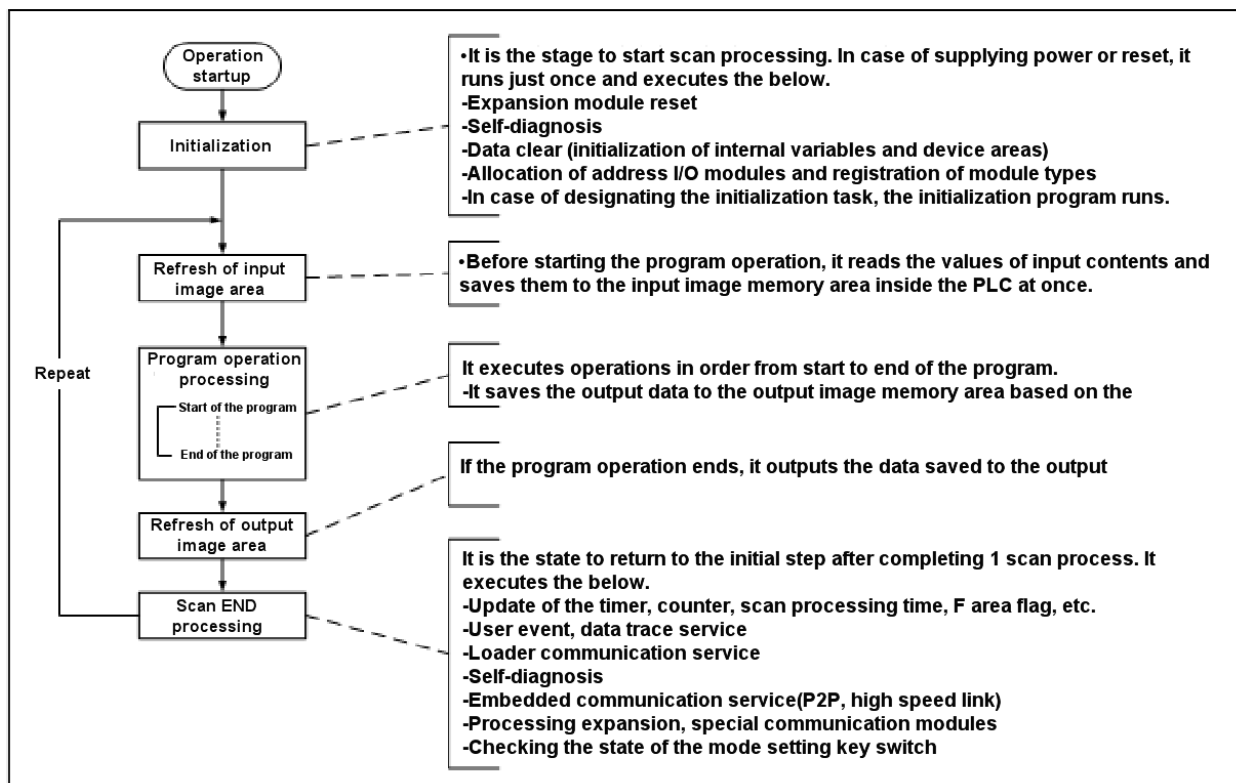 Operation
startup
•It is the stage to start scan processing. In case of supplying power or reset, it
runs just once and executes the below.
-Expansion module reset
-Self-diagnosis
-Data clear (initialization of internal variables and device areas)
-Allocation of address I/O modules and registration of module types
-In case of designating the initialization task, the initialization program runs.
Initialization
Refresh of input
image area
•Before starting the program operation, it reads the values of input contents and
saves them to the input image memory area inside the PLC at once.
Repeat
Program operation
processing
Start of the program
End of the program
It executes operations in order from start to end of the program.
-It saves the output data to the output image memory area based on the
If the program operation ends, it outputs the data saved to the output
Refresh of output
image area
Scan END
processing
It is the state to return to the initial step after completing 1 scan process. It
executes the below.
-Update of the timer, counter, scan processing time, F area flag, etc.
-User event, data trace service
-Loader communication service
-Self-diagnosis
-Embedded communication service(P2P, high speed link)
-Processing expansion, special communication modules
-Checking the state of the mode setting key switch